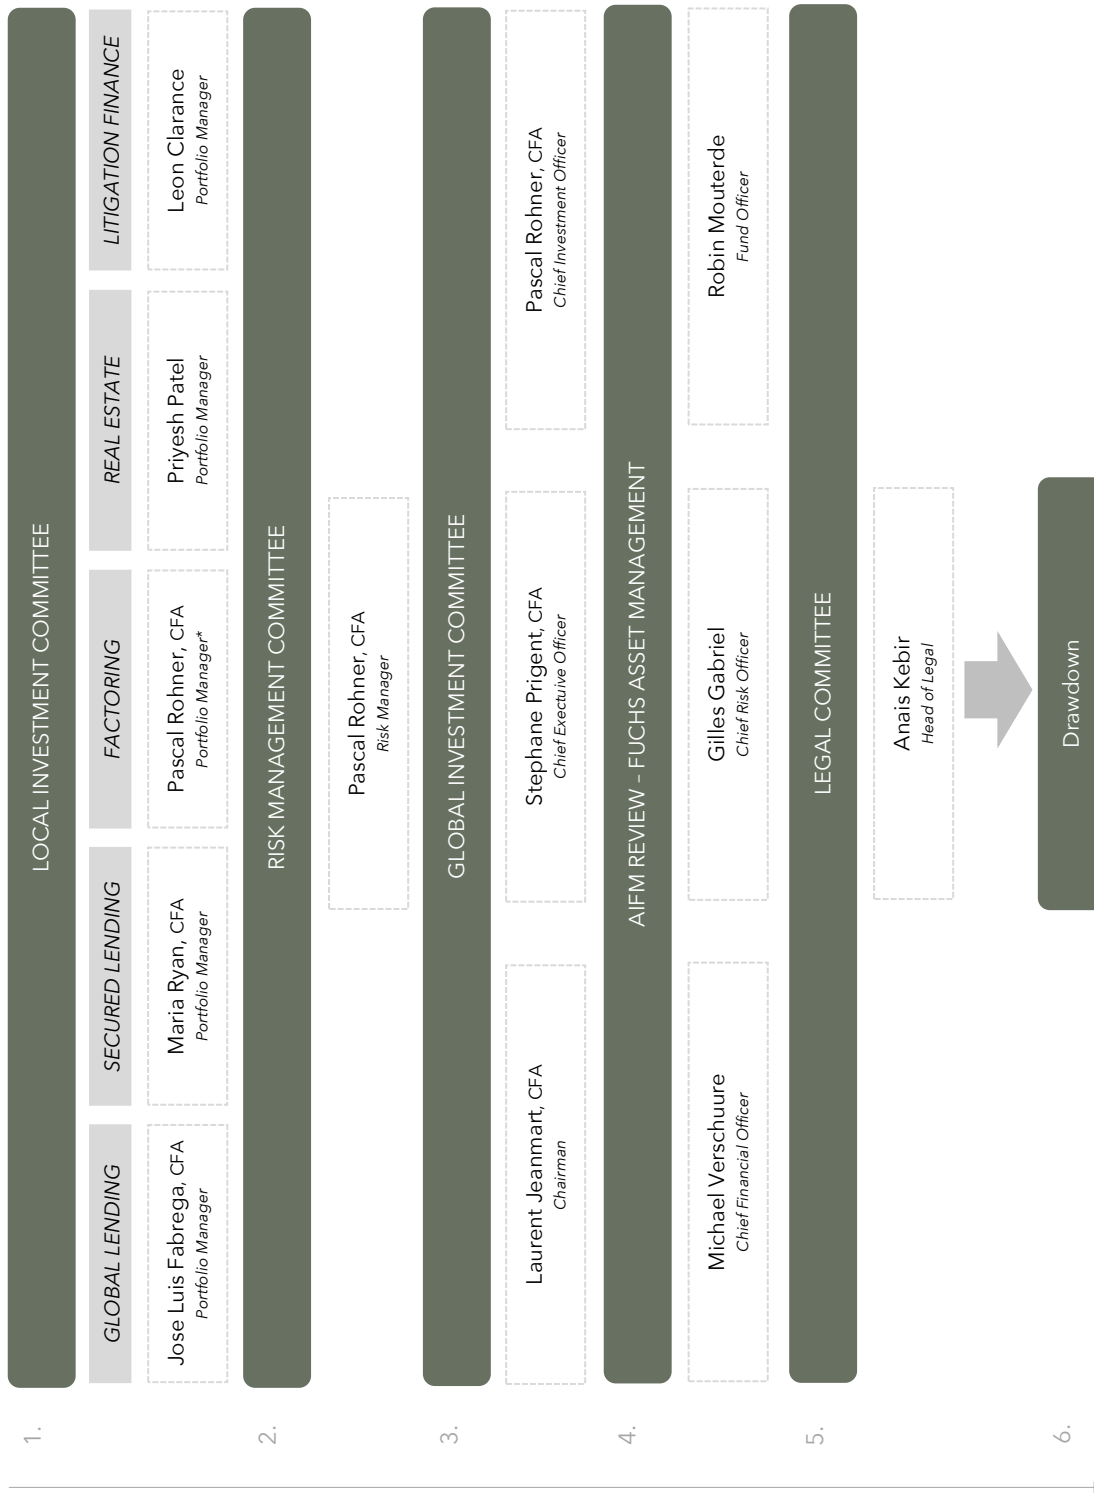 1.
LOCAL INVESTMENT COMMITTEE
GLOBAL LENDING
SECURED LENDING
FACTORING
REAL ESTATE
LITIGATION FINANCE
Jose Luis Fabrega, CFA
Portfolio Manager
Maria Ryan, CFA
Portfolio Manager
Pascal Rohner, CFA
Portfolio Manager*
Priyesh Patel
Portfolio Manager
Leon Clarance
Portfolio Manager
2.
RISK MANAGEMENT COMMITTEE
Pascal Rohner, CFA
Risk Manager
3.
GLOBAL INVESTMENT COMMITTEE
Laurent Jeanmart, CFA
Chairman
Stephane Prigent, CFA
Chief Exectuive Officer
Pascal Rohner, CFA
Chief Investment Officer
4.
AIFM REVIEW – FUCHS ASSET MANAGEMENT
Michael Verschuure
Chief Financial Officer
Gilles Gabriel
Chief Risk Officer
Robin Mouterde
Fund Officer
5.
LEGAL COMMITTEE
Anais Kebir
Head of Legal
6.
Drawdown